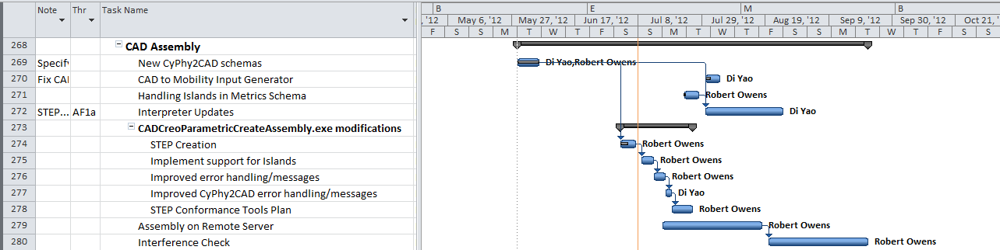 Note Thr Task Name B E M B
, '12 May 6, '12 May 27, '12 Jun 17, '12 Jul 8, '12 Jul 29, '12 Aug 19, '12 Sep 9, '12 Sep 30, '12 Oct 21,
F S S M T W T F S S M T W T F S S M T W T F S S
268 CAD Assembly
269 Specify New CyPhy2CAD schemas Di Yao,Robert Owens
270 Fix CAD CAD to Mobility Input Generator Di Yao
271 Handling Islands in Metrics Schema Robert Owens
272 STEP... AF1a Interpreter Updates Di Yao
273 CADCreoParametricCreateAssembly.exe modifications
274 STEP Creation Robert Owens
275 Implement support for Islands Robert Owens
276 Improved error handling/messages Robert Owens
277 Improved CyPhy2CAD error handling/messages Di Yao
278 STEP Conformance Tools Plan Robert Owens
279 Assembly on Remote Server Robert Owens
280 Interference Check Robert Owens